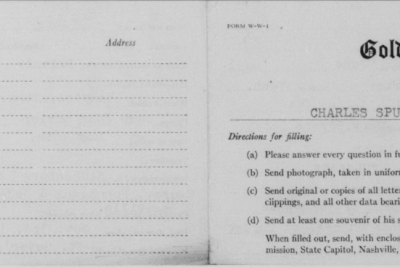 Address
FORM W-W-1
Gold
CHARLES SPU
Directions for filling:
(a) Please answer every question in fu
(b) Send photograph, taken in unifor
(c) Send original or copies of all lette
clippings, and all other data beari
(d) Send at least one souvenir of his s
When filled out, send, with enclos
mission, State Capitol, Nashville,